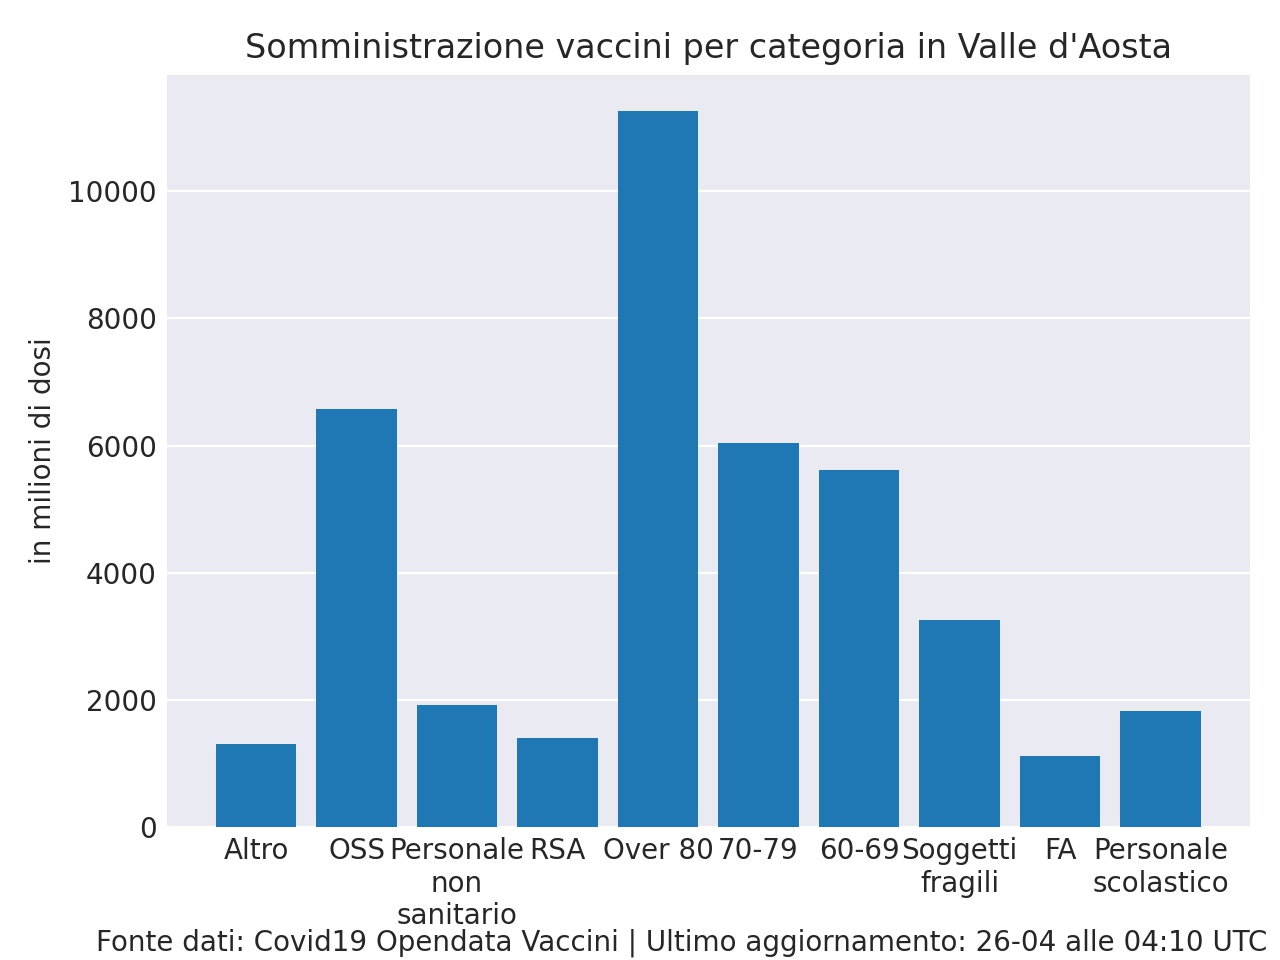 Somministrazione vaccini per categoria in Valle d'Aosta
in milioni di dosi
10000
8000
6000
4000
2000
0
Altro
OSS
Personale
non
sanitario
RSA
Over 80
70-79
60-69
Soggetti
fragili
FA
Personale
scolastico
Fonte dati: Covid19 Opendata Vaccini | Ultimo aggiornamento: 26-04 alle 04:10 UTC